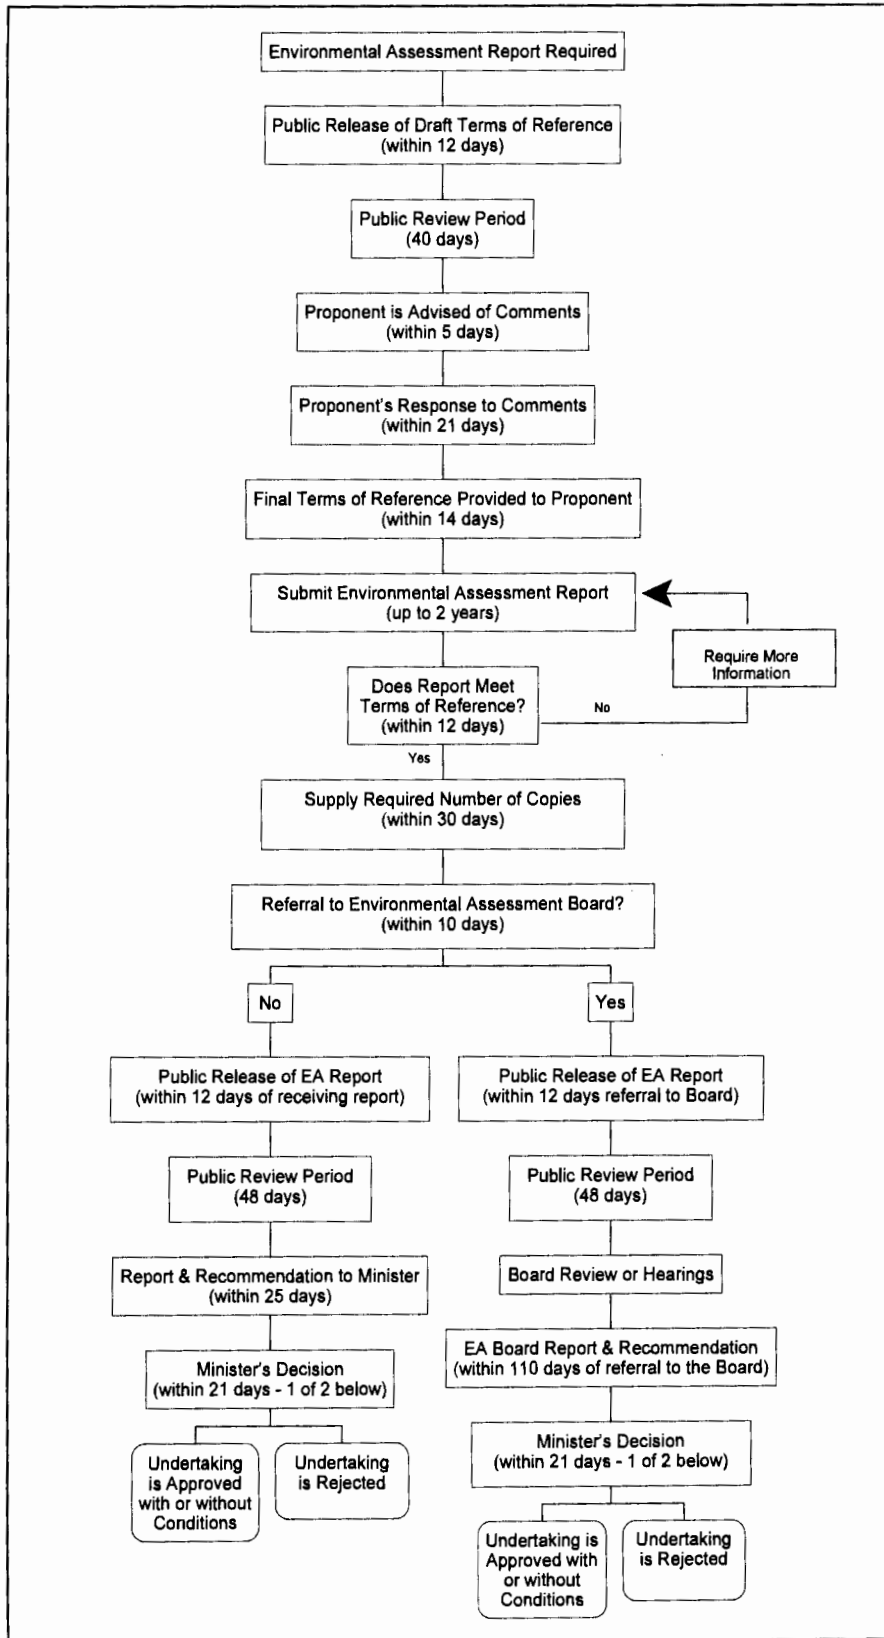 Environmental Assessment Report Required
Public Release of Draft Terms of Reference
(within 12 days)
Public Review Period
(40 days)
Proponent is Advised of Comments
(within 5 days)
Proponent's Response to Comments
(within 21 days)
Final Terms of Reference Provided to Proponent
(within 14 days)
Submit Environmental Assessment Report
(up to 2 years)
Require More
Information
Does Report Meet
Terms of Reference?
(within 12 days)
No
Yes
Supply Required Number of Copies
(within 30 days)
Referral to Environmental Assessment Board?
(within 10 days)
No
Public Release of EA Report
(within 12 days of receiving report)
Public Review Period
(48 days)
Report & Recommendation to Minister
(within 25 days)
Minister's Decision
(within 21 days - 1 of 2 below)
Undertaking
is Approved
with or without
Conditions
Undertaking
is Rejected
Yes
Public Release of EA Report
(within 12 days referral to Board)
Public Review Period
(48 days)
Board Review or Hearings
EA Board Report & Recommendation
(within 110 days of referral to the Board)
Minister's Decision
(within 21 days - 1 of 2 below)
Undertaking is
Approved with
or without
Conditions
Undertaking
is Rejected